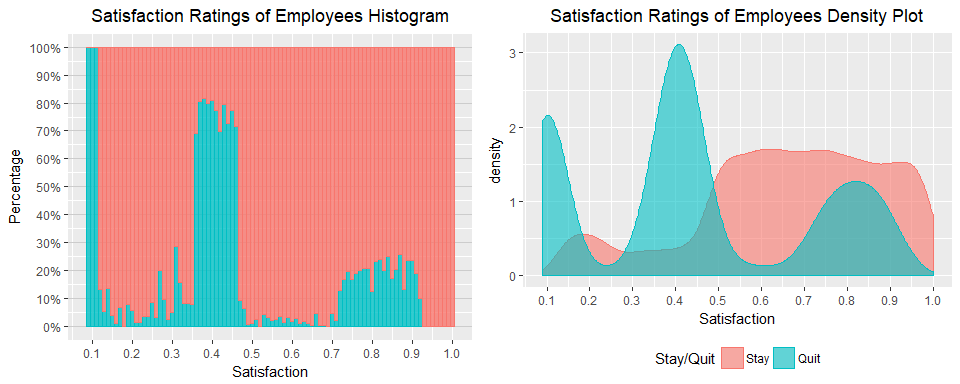 Satisfaction Ratings of Employees Histogram
Percentage
100%
90%
80%
70%
60%
50%
40%
30%
20%
10%
0%
0.1 0.2 0.3 0.4 0.5 0.6 0.7 0.8 0.9 1.0
Satisfaction
Satisfaction Ratings of Employees Density Plot
density
3
2
1
0
0.1 0.2 0.3 0.4 0.5 0.6 0.7 0.8 0.9 1.0
Satisfaction
Stay/Quit Stay Quit